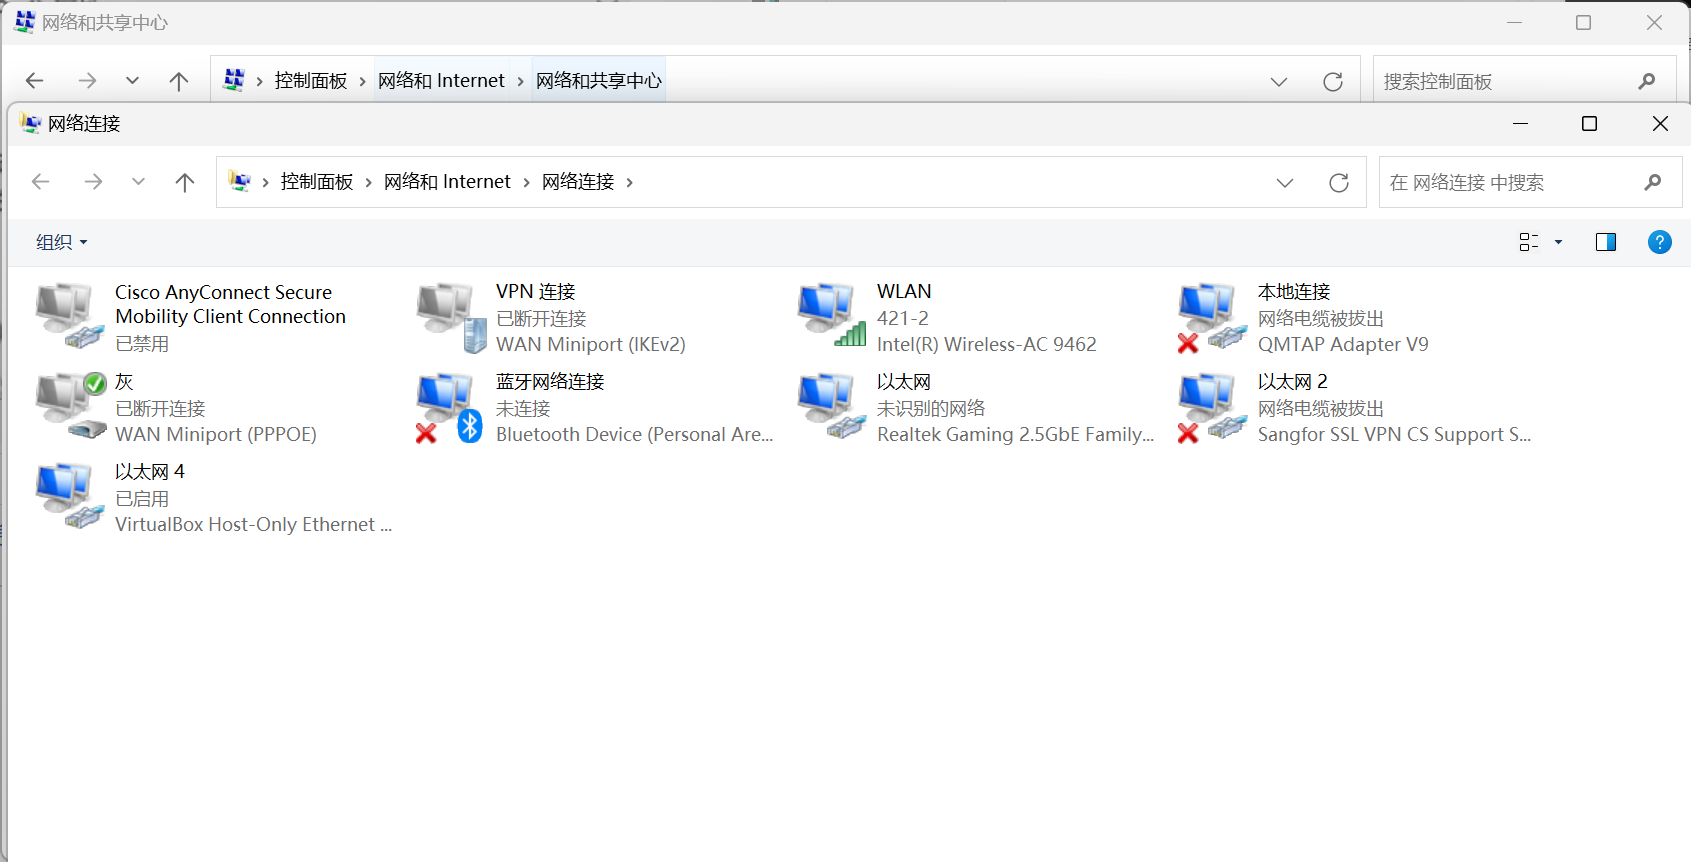 网络和共享中心
控制面板 网络和 Internet 网络和共享中心
搜索控制面板
网络连接
控制面板 网络和 Internet 网络连接
在 网络连接 中搜索
组织
Cisco AnyConnect Secure
Mobility Client Connection
已禁用
VPN 连接
已断开连接
WAN Miniport (IKEv2)
WLAN
421-2
Intel(R) Wireless-AC 9462
本地连接
网络电缆被拔出
QMTAP Adapter V9
灰
已断开连接
WAN Miniport (PPPOE)
蓝牙网络连接
未连接
Bluetooth Device (Personal Are...
以太网
未识别的网络
Realtek Gaming 2.5GbE Family...
以太网 2
网络电缆被拔出
Sangfor SSL VPN CS Support S...
以太网 4
已启用
VirtualBox Host-Only Ethernet ...